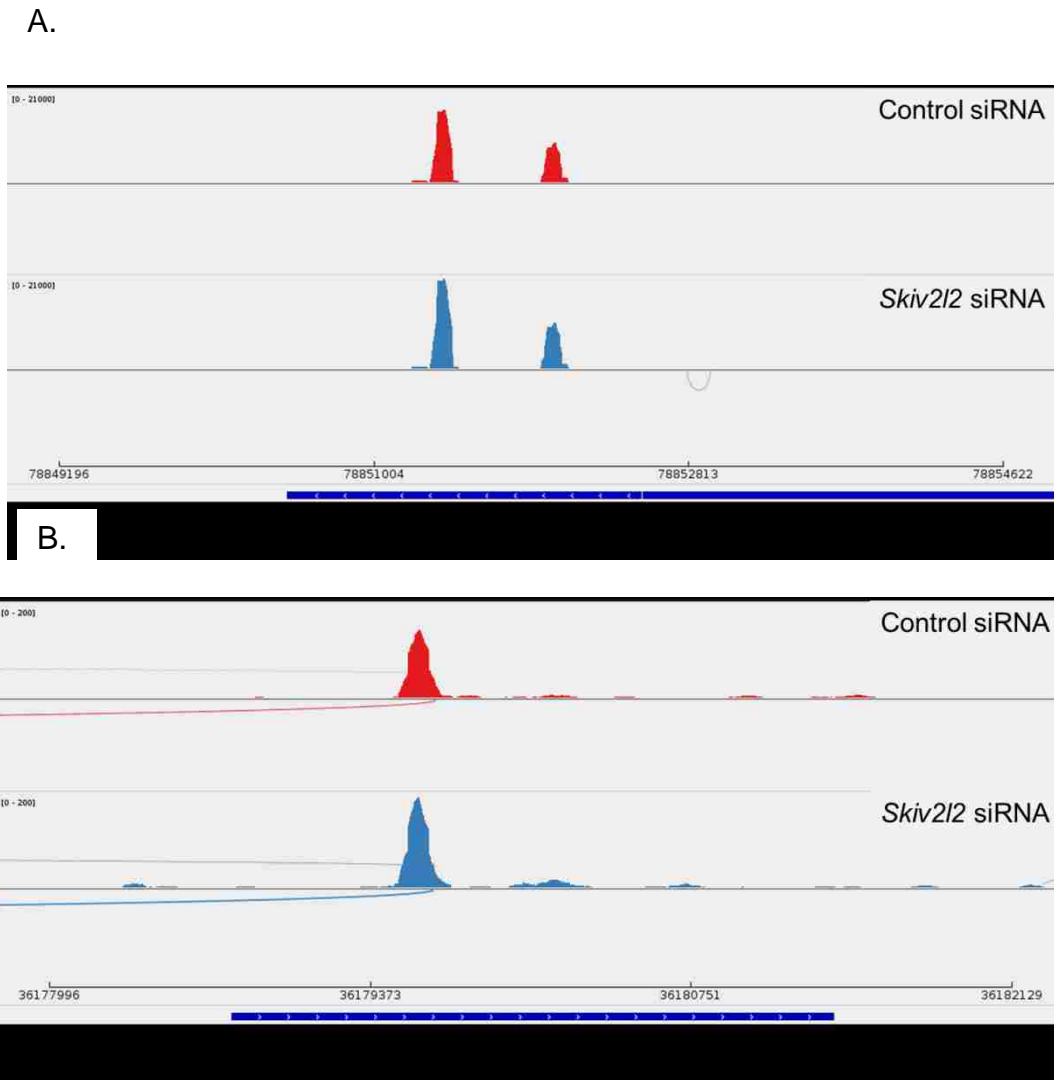 A.
[0 - 21000]
Control siRNA
[0 - 21000]
Skiv2l2 siRNA
78849196 78851004 78852813 78854622
B.
[0 - 200]
Control siRNA
[0 - 200]
Skiv2l2 siRNA
36177996 36179373 36180751 36182129